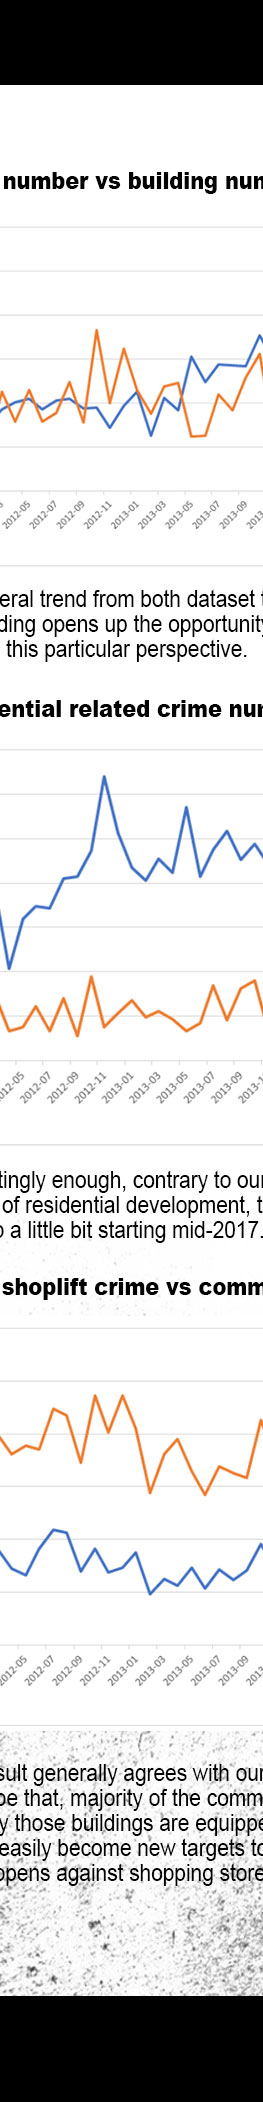 number vs building num
2012-05 2012-07 2012-09 2012-11 2013-01 2013-03 2013-05 2013-07 2013-09
eral trend from both dataset t
ding opens up the opportunity
this particular perspective.
ential related crime num
2012-05 2012-07 2012-09 2012-11 2013-01 2013-03 2013-05 2013-07 2013-09
tingly enough, contrary to our
of residential development, t
o a little bit starting mid-2017.
shoplift crime vs comm
2012-05 2012-07 2012-09 2012-11 2013-01 2013-03 2013-05 2013-07 2013-09
sult generally agrees with our
be that, majority of the comm
y those buildings are equippe
easily become new targets to
opens against shopping store